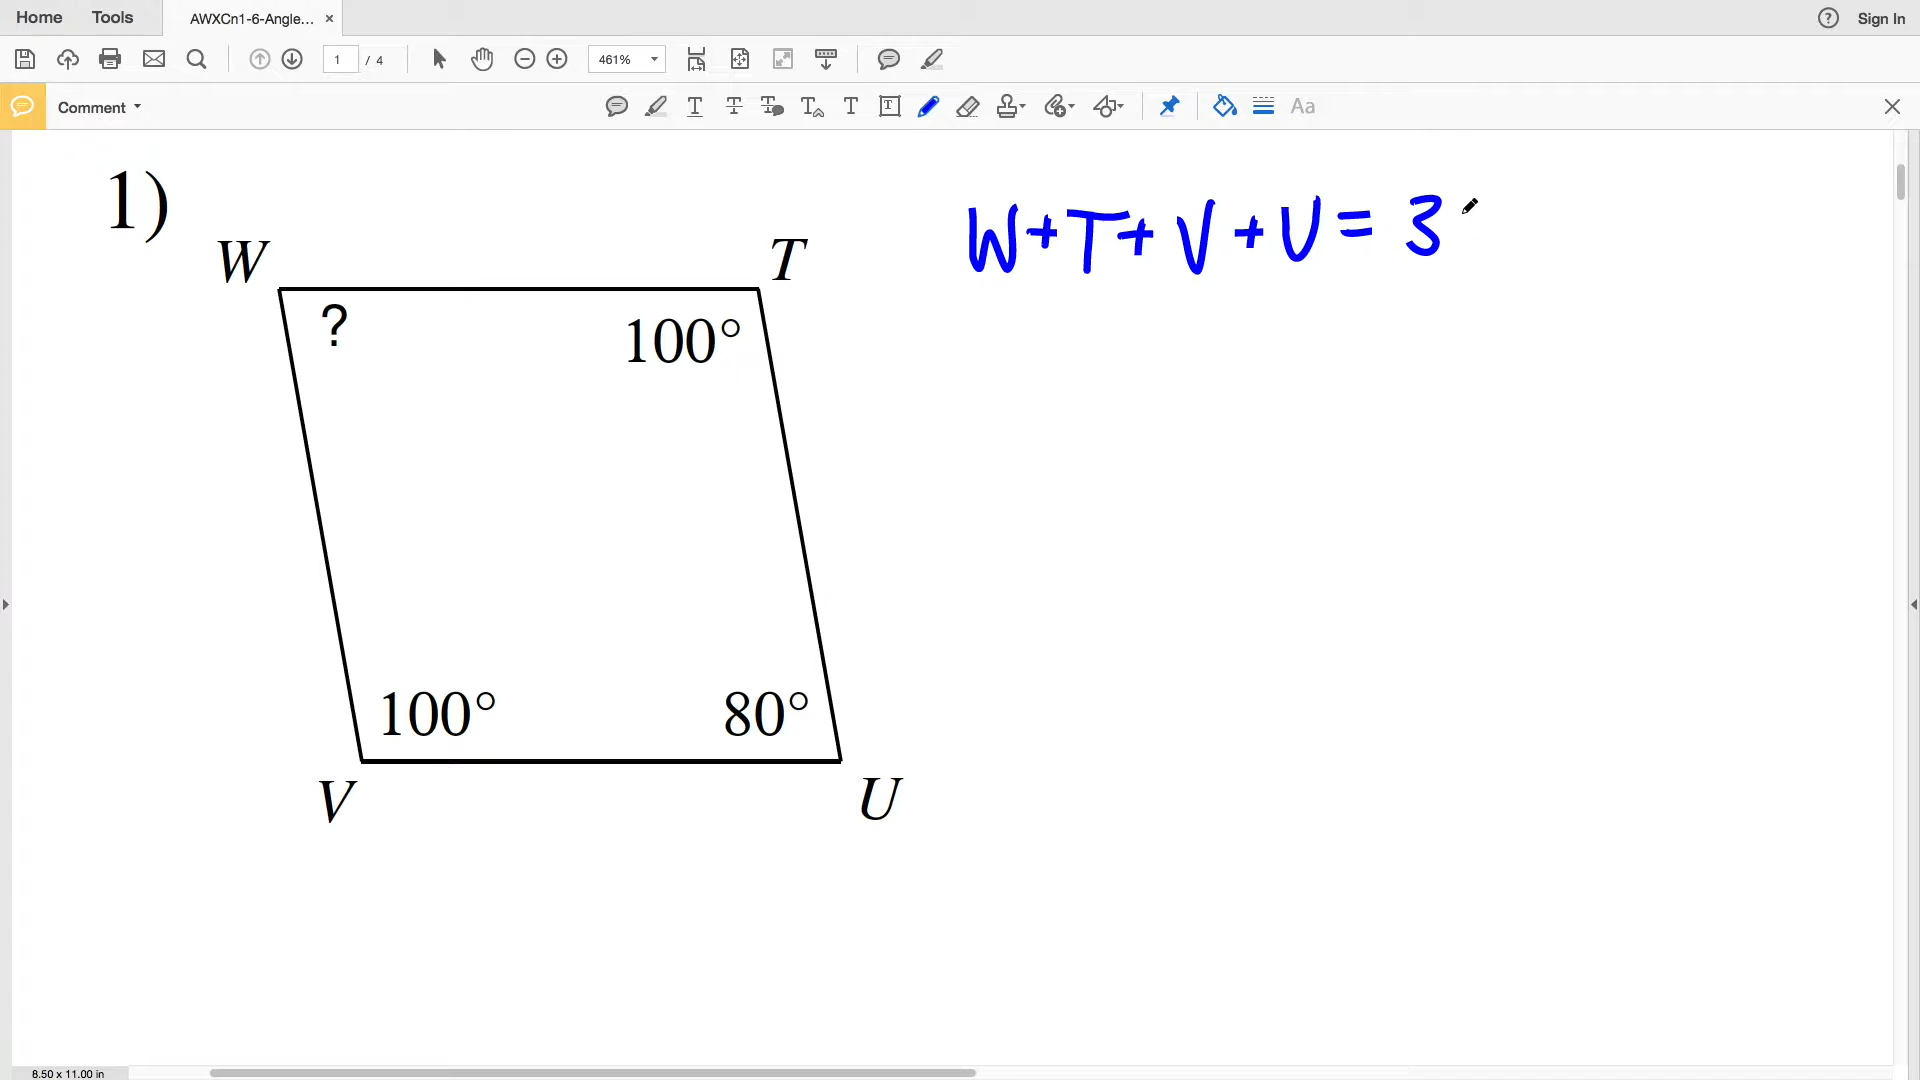 Home Tools AWXCn1-6-Angle... × ? Sign In
1 / 4 461%
Comment T T T T T T Aa
1)
W + T + V + U = 3
W T
? 100°
100° 80°
V U
8.50 x 11.00 in